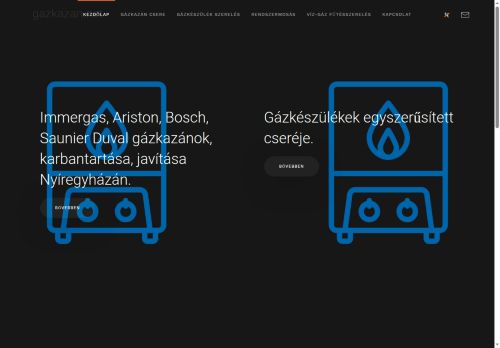 gazkazan
KEZDŐLAP GÁZKAZÁN CSERE GÁZKÉSZÜLÉK SZERELÉS RENDSZERMOSÁS VÍZ-GÁZ FŰTÉSSZERELÉS KAPCSOLAT
Immergas, Ariston, Bosch,
Saunier Duval gázkazánok,
karbantartása, javítása
Nyíregyházán.
BŐVEBBEN
Gázkészülékek egyszerűsített
cseréje.
BŐVEBBEN